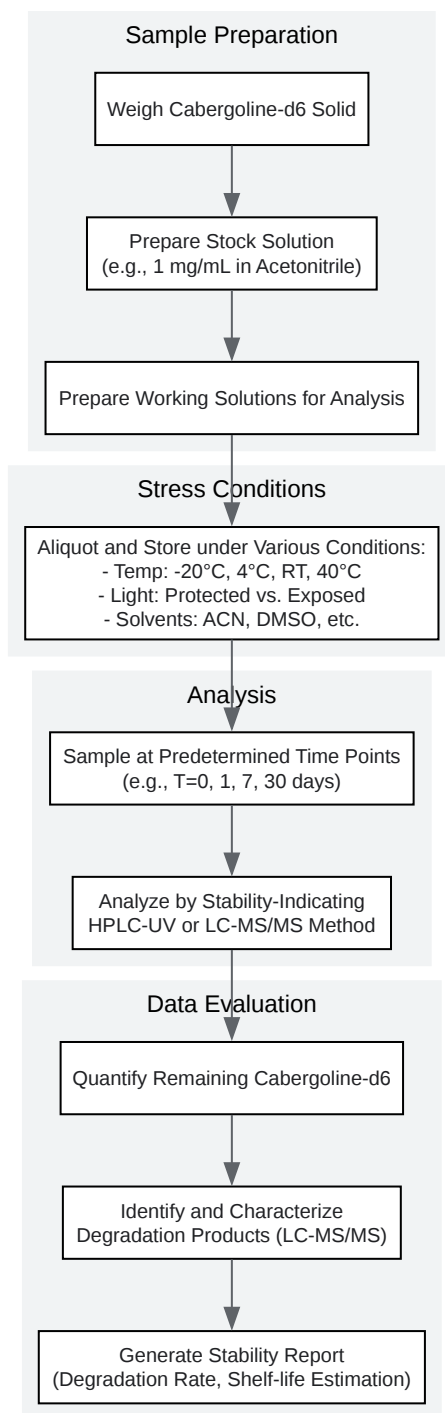 Sample Preparation
Weigh Cabergoline-d6 Solid
Prepare Stock Solution
(e.g., 1 mg/mL in Acetonitrile)
Prepare Working Solutions for Analysis
Stress Conditions
Aliquot and Store under Various Conditions:
- Temp: -20°C, 4°C, RT, 40°C
- Light: Protected vs. Exposed
- Solvents: ACN, DMSO, etc.
Analysis
Sample at Predetermined Time Points
(e.g., T=0, 1, 7, 30 days)
Analyze by Stability-Indicating
HPLC-UV or LC-MS/MS Method
Data Evaluation
Quantify Remaining Cabergoline-d6
Identify and Characterize
Degradation Products (LC-MS/MS)
Generate Stability Report
(Degradation Rate, Shelf-life Estimation)